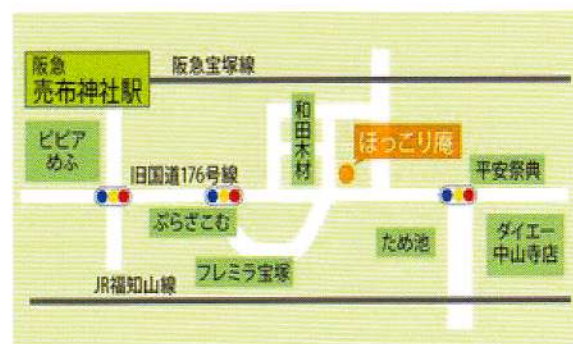 阪急
売布神社駅
阪急宝塚線
ピピア
めふ
和田木材
ほっこり庵
旧国道176号線
平安祭典
ぷらざこむ
ため池
ダイエー
中山寺店
フレミラ宝塚
JR福知山線